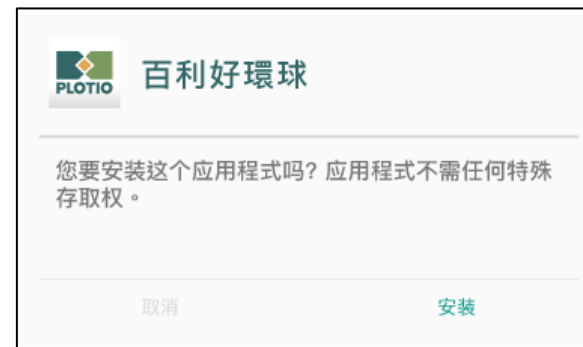 PLOTIO
百利好環球
您要安装这个应用程式吗? 应用程式不需任何特殊
存取权。
取消
安装